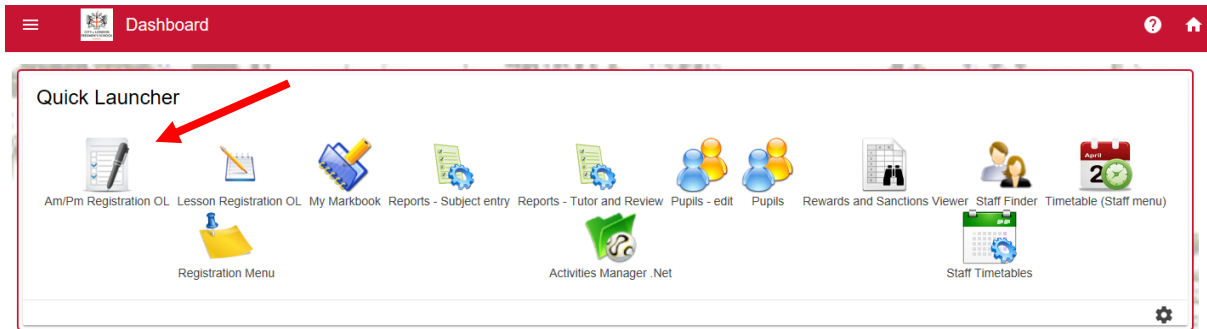 Dashboard
Quick Launcher
April
2
Am/Pm Registration OL Lesson Registration OL My Markbook Reports - Subject entry Reports - Tutor and Review Pupils - edit Pupils Rewards and Sanctions Viewer Staff Finder Timetable (Staff menu)
Registration Menu Activities Manager .Net Staff Timetables